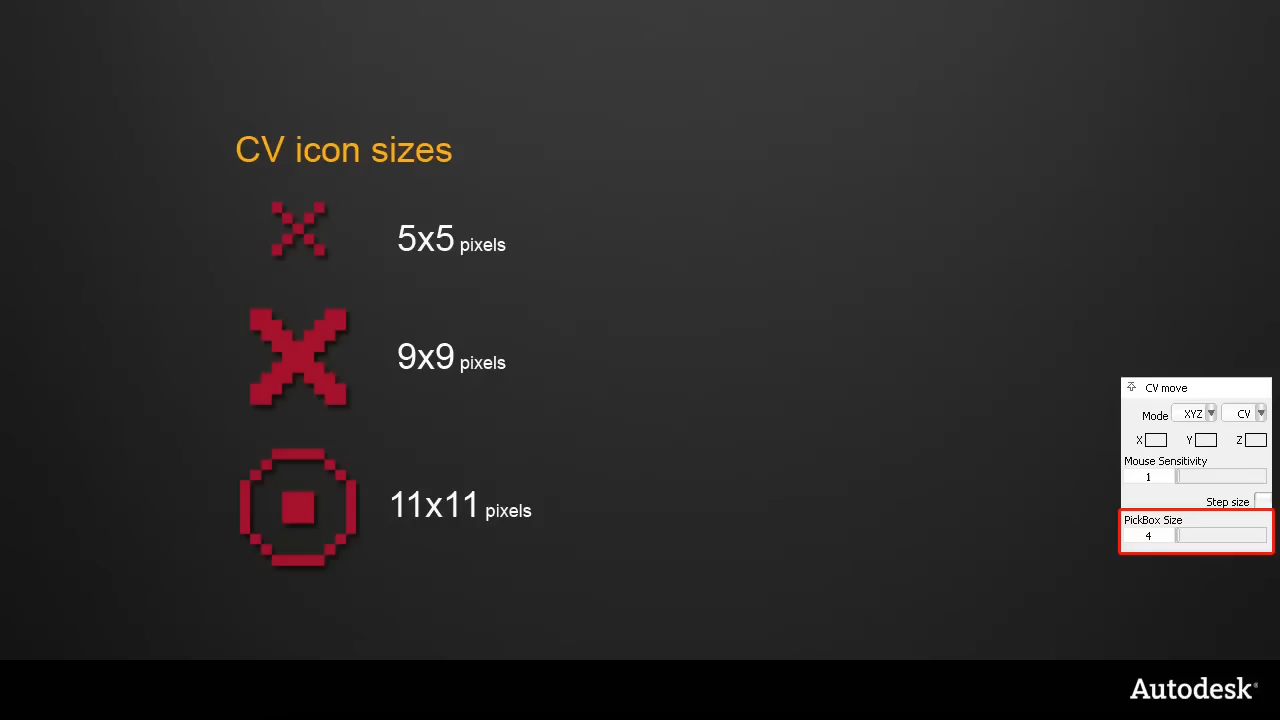 CV icon sizes
5x5 pixels
9x9 pixels
11x11 pixels
CV move
Mode XYZ CV
X Y Z
Mouse Sensitivity
1
Step size
PickBox Size
4
Autodesk®